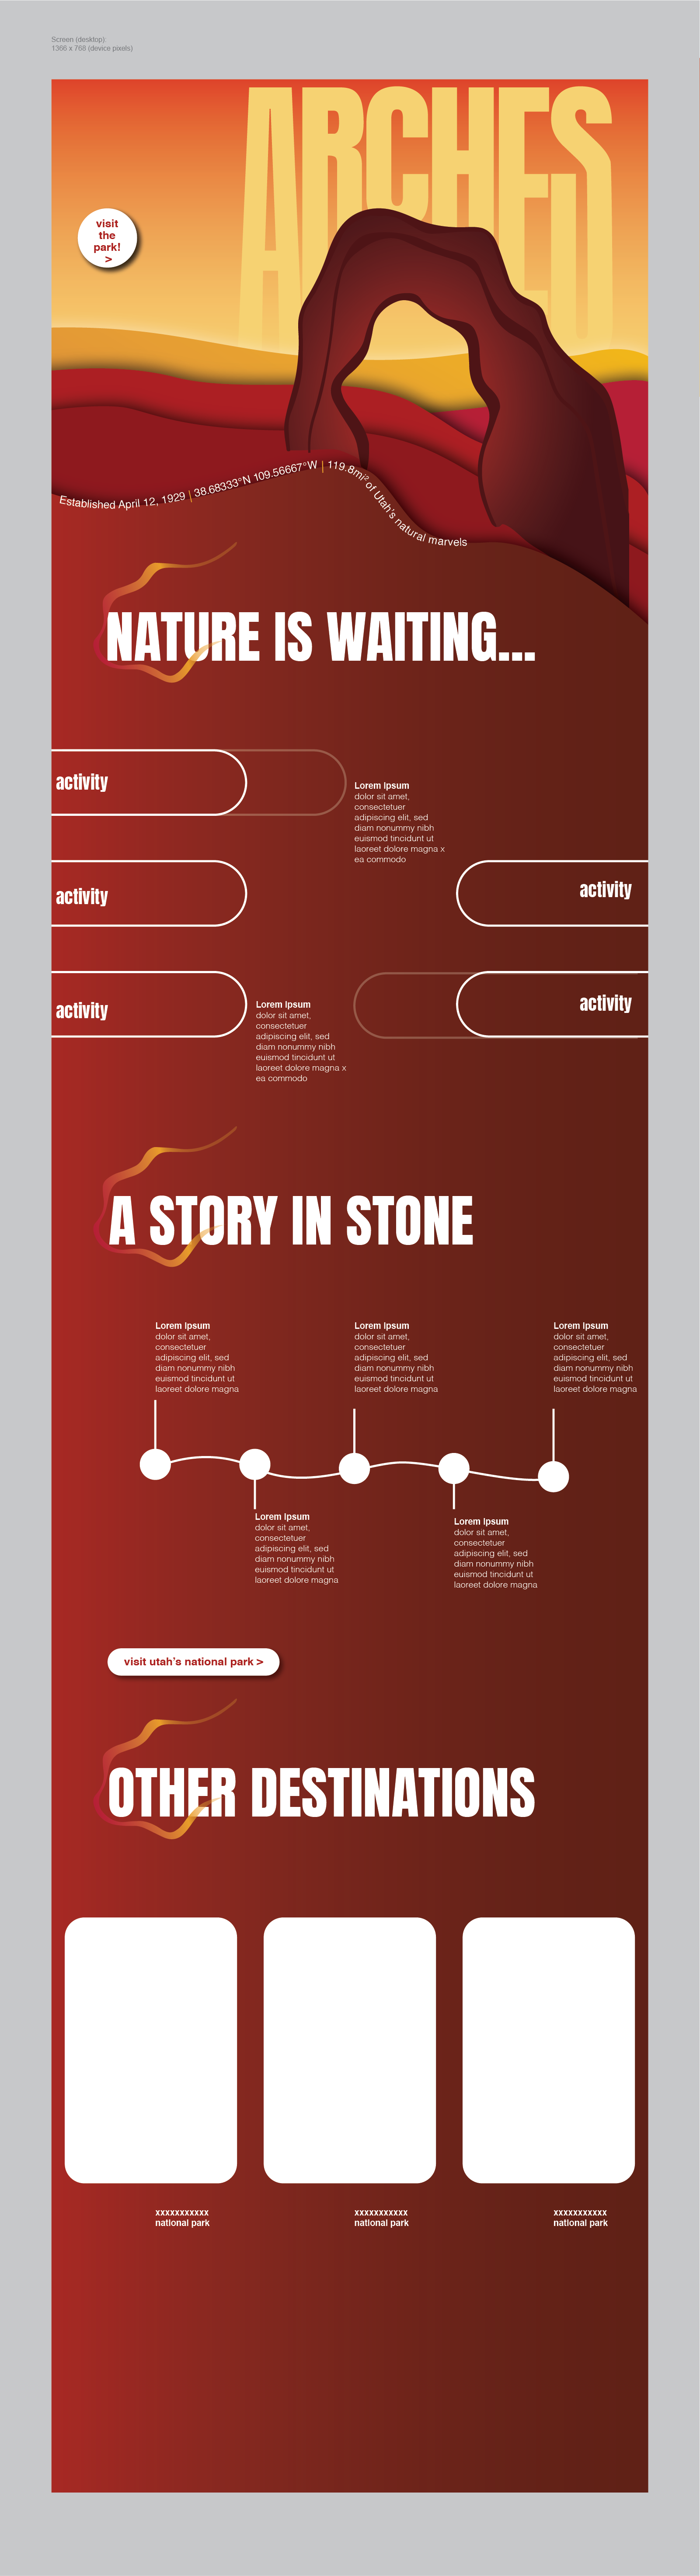 Screen (desktop):
1366 x 768 (device pixels)
ARCHES
visit
the
park!
>
Established April 12, 1929 | 38.68333°N 109.56667°W | 119.8mi² of Utah's natural marvels
NATURE IS WAITING...
activity
Lorem Ipsum
dolor sit amet,
consectetuer
adipiscing elit, sed
diam nonummy nibh
euismod tincidunt ut
laoreet dolore magna x
ea commodo
activity
activity
activity
activity
Lorem Ipsum
dolor sit amet,
consectetuer
adipiscing elit, sed
diam nonummy nibh
euismod tincidunt ut
laoreet dolore magna x
ea commodo
A STORY IN STONE
Lorem Ipsum
dolor sit amet,
consectetuer
adipiscing elit, sed
diam nonummy nibh
euismod tincidunt ut
laoreet dolore magna
Lorem Ipsum
dolor sit amet,
consectetuer
adipiscing elit, sed
diam nonummy nibh
euismod tincidunt ut
laoreet dolore magna
Lorem Ipsum
dolor sit amet,
consectetuer
adipiscing elit, sed
diam nonummy nibh
euismod tincidunt ut
laoreet dolore magna
Lorem Ipsum
dolor sit amet,
consectetuer
adipiscing elit, sed
diam nonummy nibh
euismod tincidunt ut
laoreet dolore magna
Lorem Ipsum
dolor sit amet,
consectetuer
adipiscing elit, sed
diam nonummy nibh
euismod tincidunt ut
laoreet dolore magna
visit utah's national park >
OTHER DESTINATIONS
xxxxxxxxxxx
national park
xxxxxxxxxxx
national park
xxxxxxxxxxx
national park